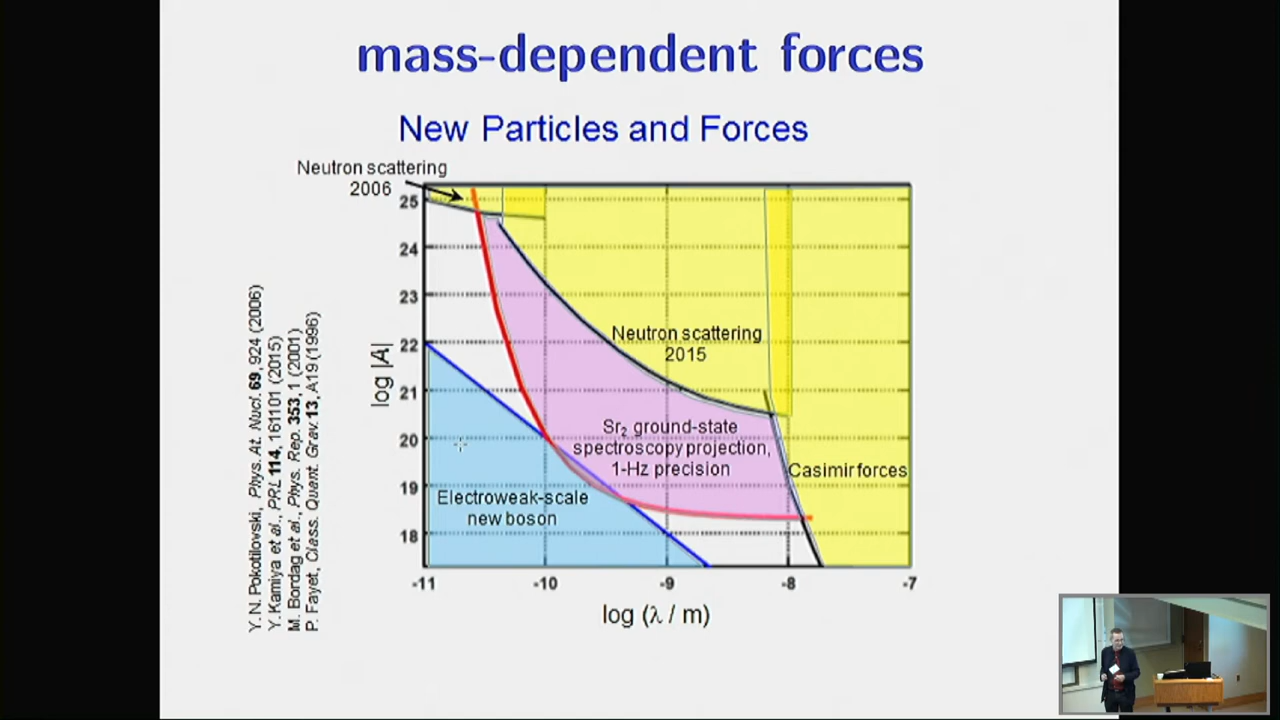 mass-dependent forces
New Particles and Forces
Neutron scattering
2006
25
24
23
22
21
20
19
18
log |A|
Neutron scattering
2015
Sr₂ ground-state
spectroscopy projection,
1-Hz precision
Casimir forces
Electroweak-scale
new boson
-11
-10
-9
-8
-7
log (λ / m)
Y. N. Pokotilovski, Phys. At. Nucl. 69, 924 (2006)
Y. Kamiya et al., PRL 114, 161101 (2015)
M. Bordag et al., Phys. Rep. 353, 1 (2001)
P. Fayet, Class. Quant. Grav. 13, A19 (1996)